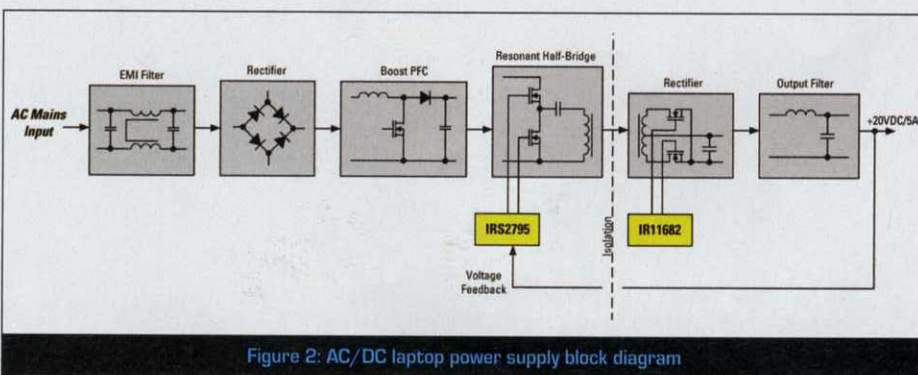 EMI Filter
Rectifier
Boost PFC
Resonant Half-Bridge
Rectifier
Output Filter
AC Mains
Input
+20VDC/5A
IRS2795
IR11682
Isolation
Voltage
Feedback
Figure 2: AC/DC laptop power supply block diagram